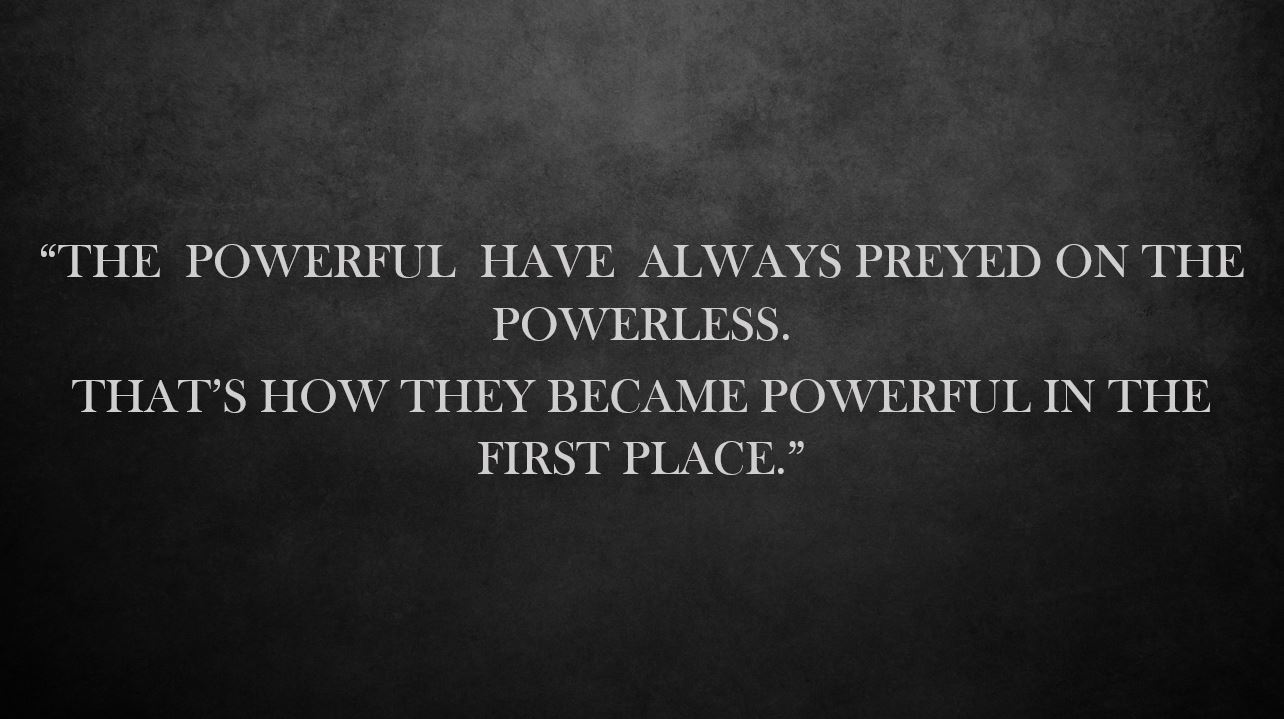 “THE POWERFUL HAVE ALWAYS PREYED ON THE
POWERLESS.
THAT’S HOW THEY BECAME POWERFUL IN THE
FIRST PLACE.”